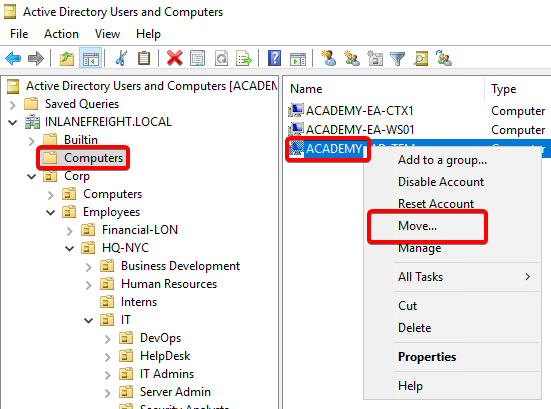 Active Directory Users and Computers
File Action View Help
Active Directory Users and Computers [ACADEM
Saved Queries
INLANEFREIGHT.LOCAL
Builtin
Computers
Corp
Computers
Employees
Financial-LON
HQ-NYC
Business Development
Human Resources
Interns
IT
DevOps
HelpDesk
IT Admins
Server Admin
Security Analysts
Name Type
ACADEMY-EA-CTX1 Computer
ACADEMY-EA-WS01 Computer
ACADEMY
Add to a group...
Disable Account
Reset Account
Move...
Manage
All Tasks
Cut
Delete
Properties
Help